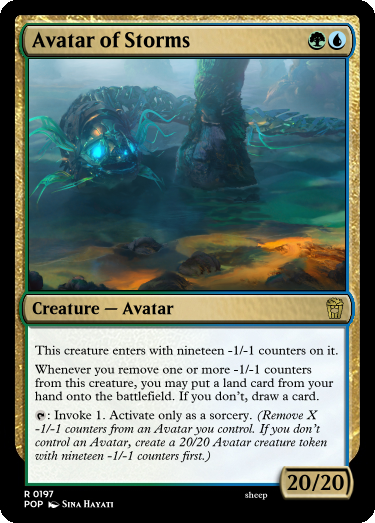 Avatar of Storms
Creature — Avatar
This creature enters with nineteen -1/-1 counters on it.
Whenever you remove one or more -1/-1 counters
from this creature, you may put a land card from your
hand onto the battlefield. If you don't, draw a card.
: Invoke 1. Activate only as a sorcery. (Remove X
-1/-1 counters from an Avatar you control. If you don't
control an Avatar, create a 20/20 Avatar creature token
with nineteen -1/-1 counters first.)
20/20
R 0197
sheep
POP Sina Hayati